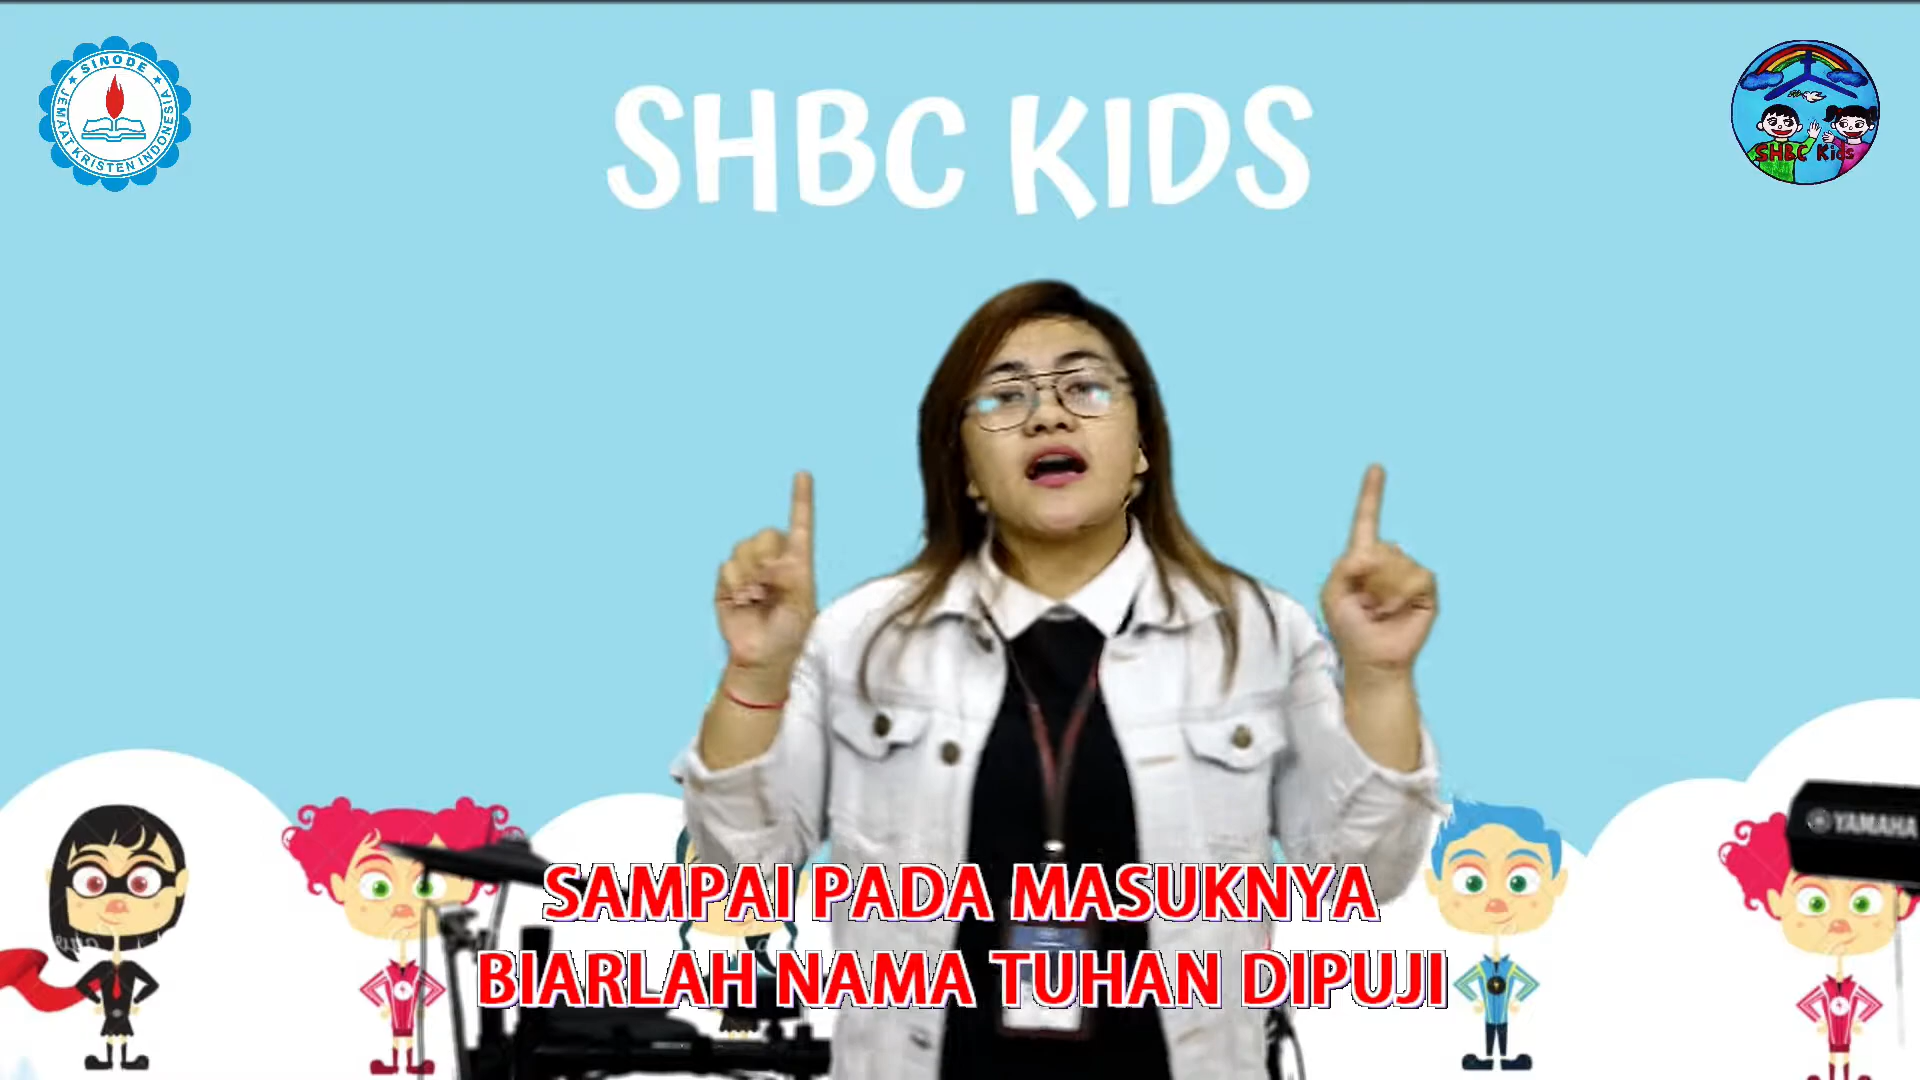 SINODE
JEMAAT KRISTEN INDONESIA
SHBC KIDS
SHBC Kids
YAMAHA
SAMPAI PADA MASUKNYA
BIARLAH NAMA TUHAN DIPUJI